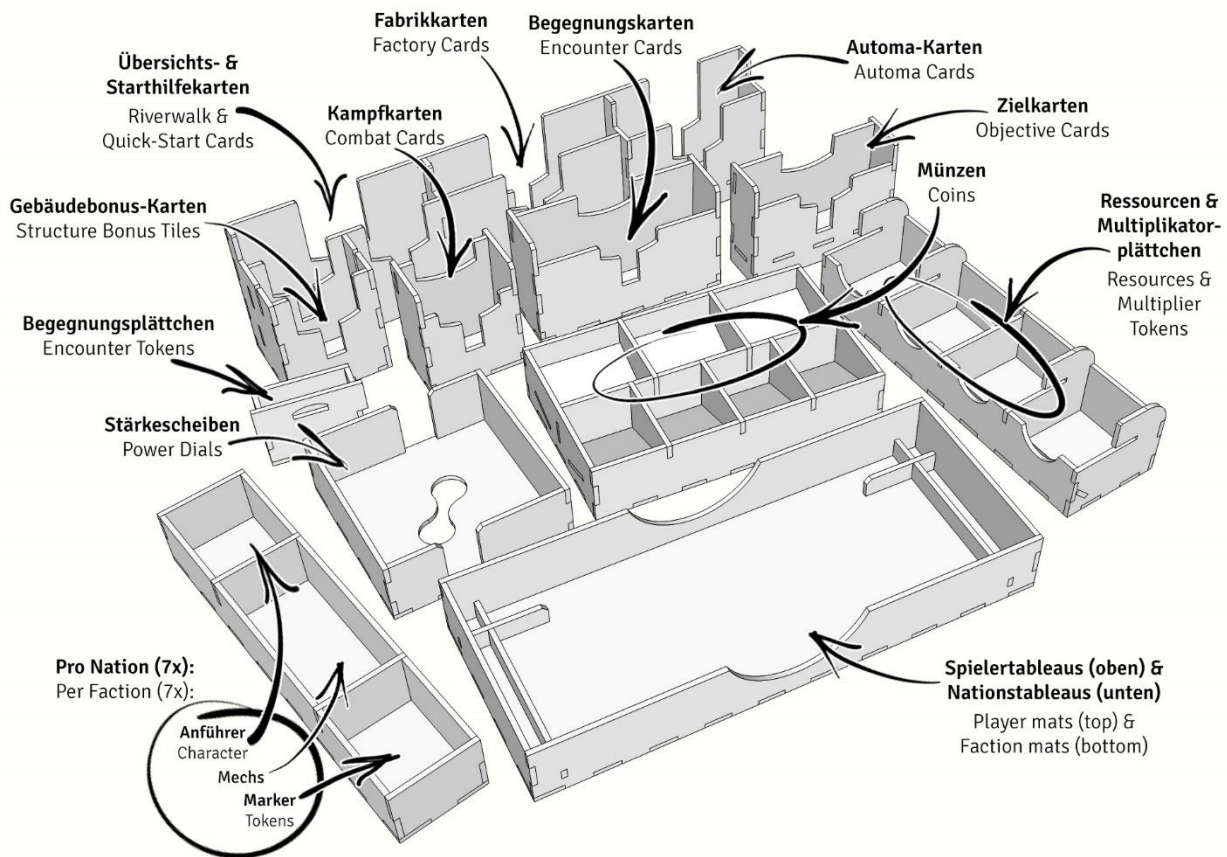 Fabrikkarten
Factory Cards
Begegnungskarten
Encounter Cards
Automa-Karten
Automa Cards
Übersichts- &
Starthilfekarten
Riverwalk &
Quick-Start Cards
Kampfkarten
Combat Cards
Zielkarten
Objective Cards
Münzen
Coins
Gebäudebonus-Karten
Structure Bonus Tiles
Ressourcen &
Multiplikator-
plättchen
Resources &
Multiplier
Tokens
Begegnungsplättchen
Encounter Tokens
Stärkescheiben
Power Dials
Pro Nation (7x):
Per Faction (7x):
Anführer
Character
Mechs
Marker
Tokens
Spielertableaus (oben) &
Nationstableaus (unten)
Player mats (top) &
Faction mats (bottom)